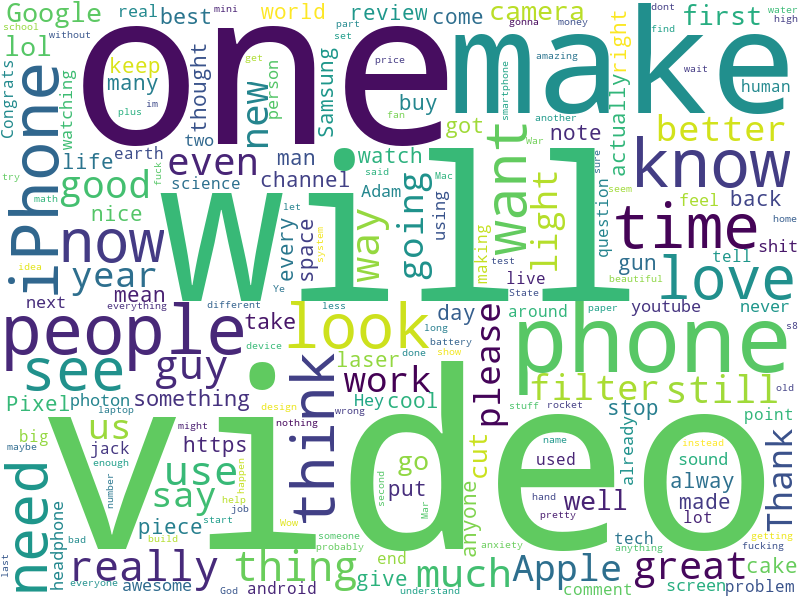 Google real best review world camera come first part set mini dont money gonna water find high school without
lol keep many thought person new Samsung price fan get im plus two buy
one make
smartphone amazing wait another actually right human
Congrats watching iPhone life earth even man watch got note better know
try math fuck science channel said Adam using Mac want War sure question seem
good nice now year space every let system Ye way going making test light time feel back tell shit home
will
idea next mean everything different less live State gun beautiful love
people look take day long around paper youtube never s8
see guy device battery show done laser please phone
Pixel photon laptop something design think work Hey cool filter still old
big us might wrong stuff rocket stop point
maybe jack https nothing already name instead
enough use happen second go cut used sound
video
need number say help job put anyone hand well alway made Thank
headphone piece start Wow Mar pretty lot
last bad build someone probably end anxiety tech anything getting fucking
really thing much Apple great cake
everyone awesome God android give understand comment screen problem